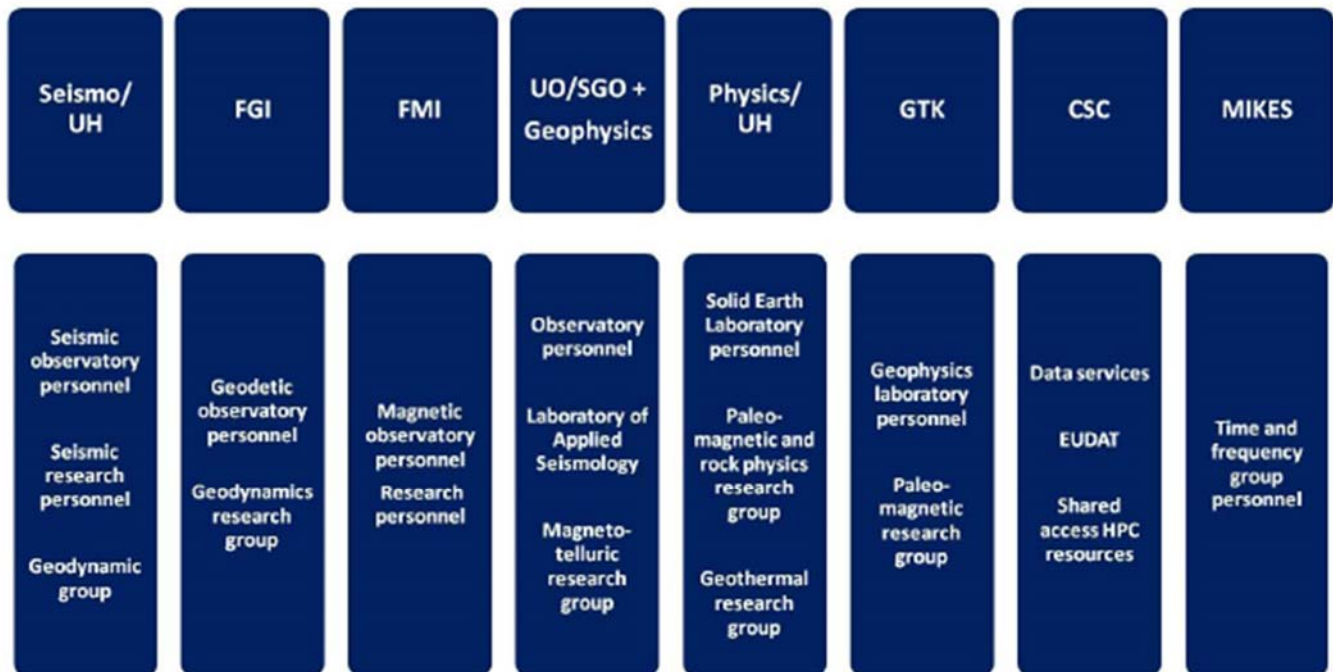 Seismo/
UH
FGI
FMI
UO/SGO +
Geophysics
Physics/
UH
GTK
CSC
MIKES
Seismic
observatory
personnel
Seismic
research
personnel
Geodynamic
group
Geodetic
observatory
personnel
Geodynamics
research
group
Magnetic
observatory
personnel
Research
personnel
Observatory
personnel
Laboratory of
Applied
Seismology
Magneto-
telluric
research
group
Solid Earth
Laboratory
personnel
Paleo-
magnetic and
rock physics
research
group
Geothermal
research
group
Geophysics
laboratory
personnel
Paleo-
magnetic
research
group
Data services
EUDAT
Shared
access HPC
resources
Time and
frequency
group
personnel